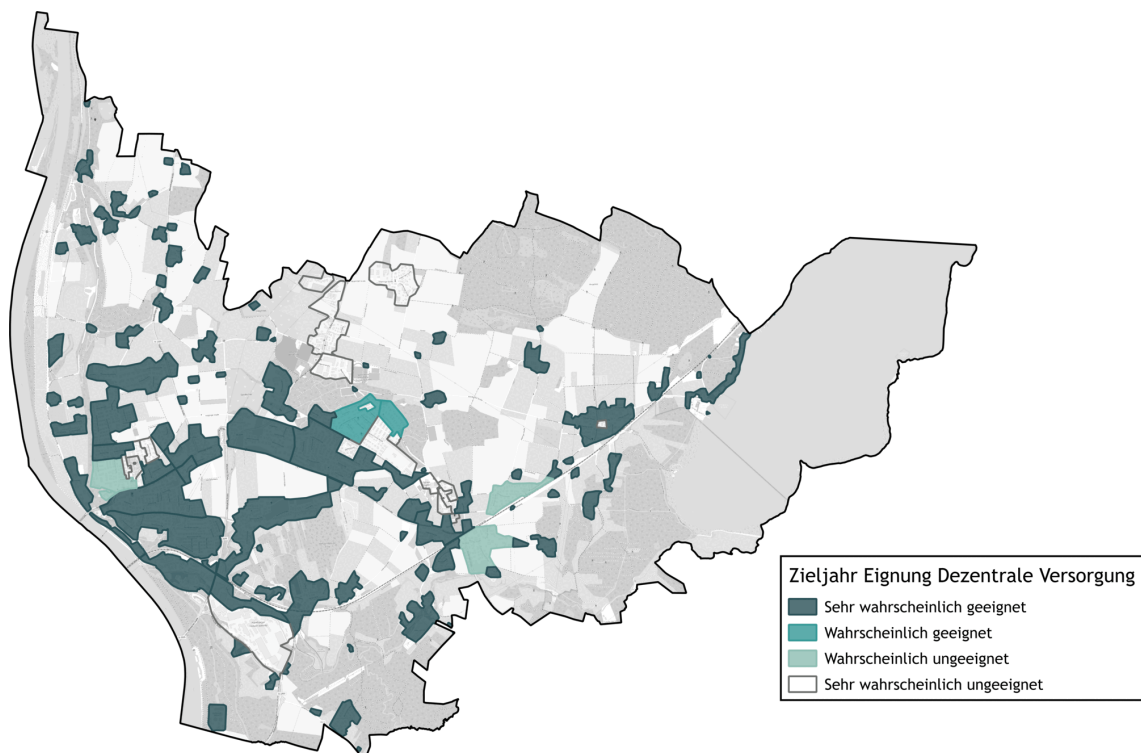 Zieljahr Eignung Dezentrale Versorgung
Sehr wahrscheinlich geeignet
Wahrscheinlich geeignet
Wahrscheinlich ungeeignet
Sehr wahrscheinlich ungeeignet